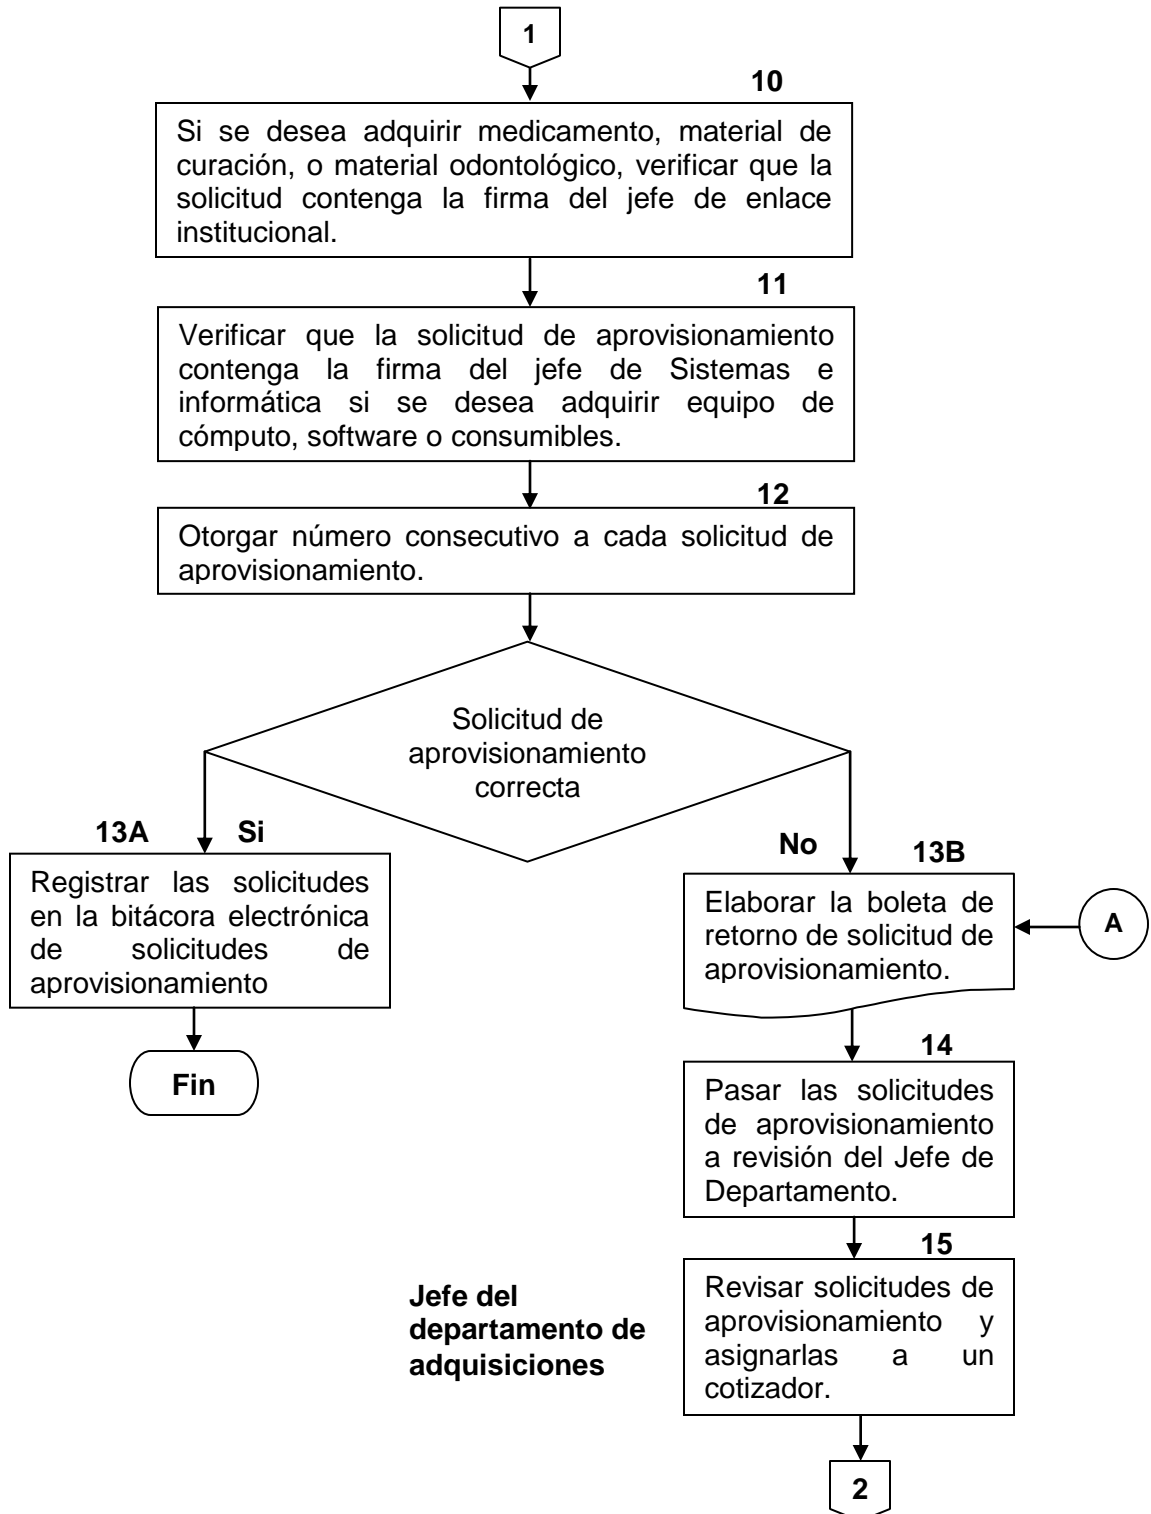 1
10
Si se desea adquirir medicamento, material de
curación, o material odontológico, verificar que la
solicitud contenga la firma del jefe de enlace
institucional.
11
Verificar que la solicitud de aprovisionamiento
contenga la firma del jefe de Sistemas e
informática si se desea adquirir equipo de
cómputo, software o consumibles.
12
Otorgar número consecutivo a cada solicitud de
aprovisionamiento.
Solicitud de
aprovisionamiento
correcta
13A
Si
Registrar las solicitudes
en la bitácora electrónica
de solicitudes de
aprovisionamiento
Fin
No
13B
Elaborar la boleta de
retorno de solicitud de
aprovisionamiento.
A
14
Pasar las solicitudes
de aprovisionamiento
a revisión del Jefe de
Departamento.
15
Jefe del
departamento de
adquisiciones
Revisar solicitudes de
aprovisionamiento y
asignarlas a un
cotizador.
2